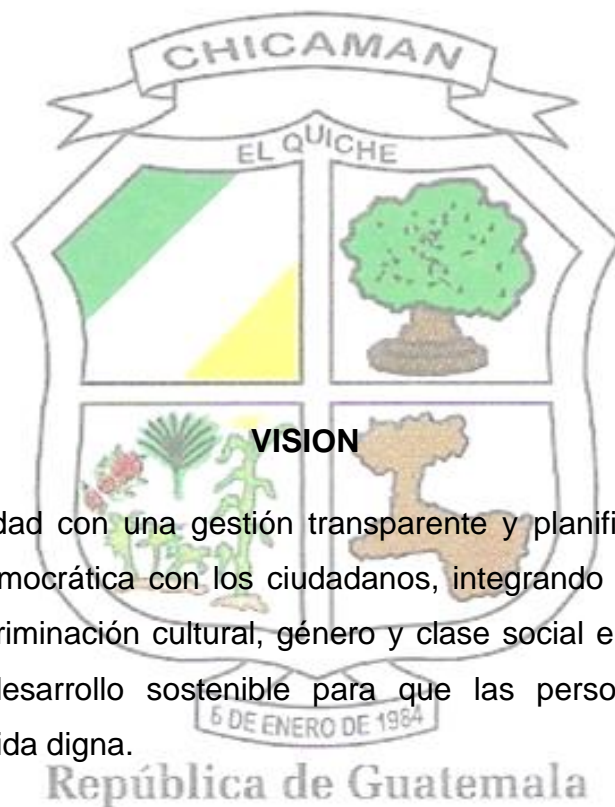 CHICAMAN
EL QUICHE
VISION
dad con una gestión transparente y planifi
mocrática con los ciudadanos, integrando
riminación cultural, género y clase social e
desarrollo sostenible para que las perso
ida digna.
6 DE ENERO DE 1984
República de Guatemala